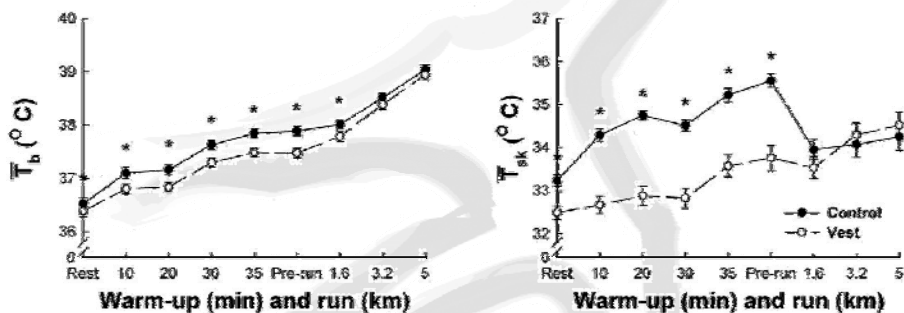 40
39
38
37
36
0
T̅b (° C)
Rest 10 20 30 35 Pre-run 1.6 3.2 5
Warm-up (min) and run (km)
* * * * * * *
37
36
35
34
33
32
0
T̅sk (° C)
* * * * * *
Control
Vest
Rest 10 20 30 35 Pre-run 1.6 3.2 5
Warm-up (min) and run (km)